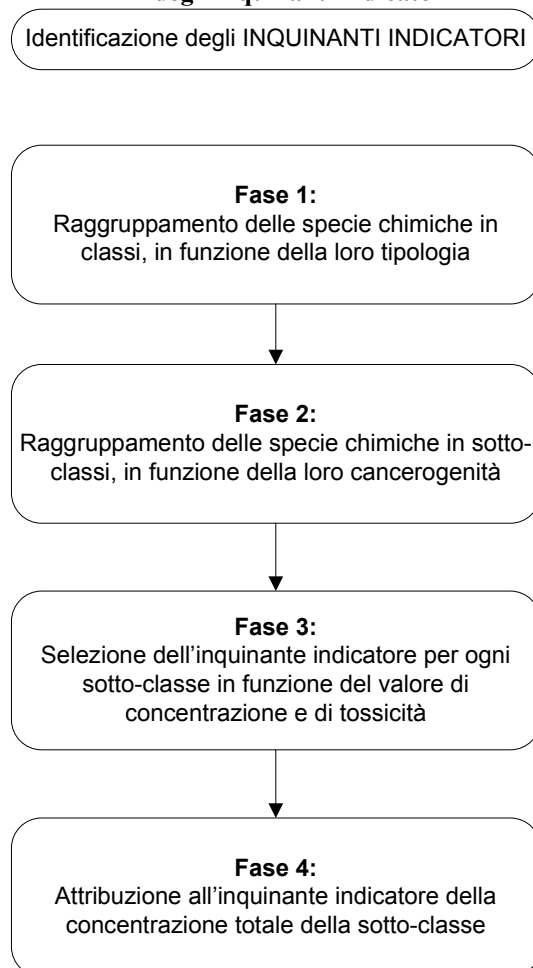 Identificazione degli INQUINANTI INDICATORI
Fase 1:
Raggruppamento delle specie chimiche in
classi, in funzione della loro tipologia
Fase 2:
Raggruppamento delle specie chimiche in sotto-
classi, in funzione della loro cancerogenità
Fase 3:
Selezione dell’inquinante indicatore per ogni
sotto-classe in funzione del valore di
concentrazione e di tossicità
Fase 4:
Attribuzione all’inquinante indicatore della
concentrazione totale della sotto-classe